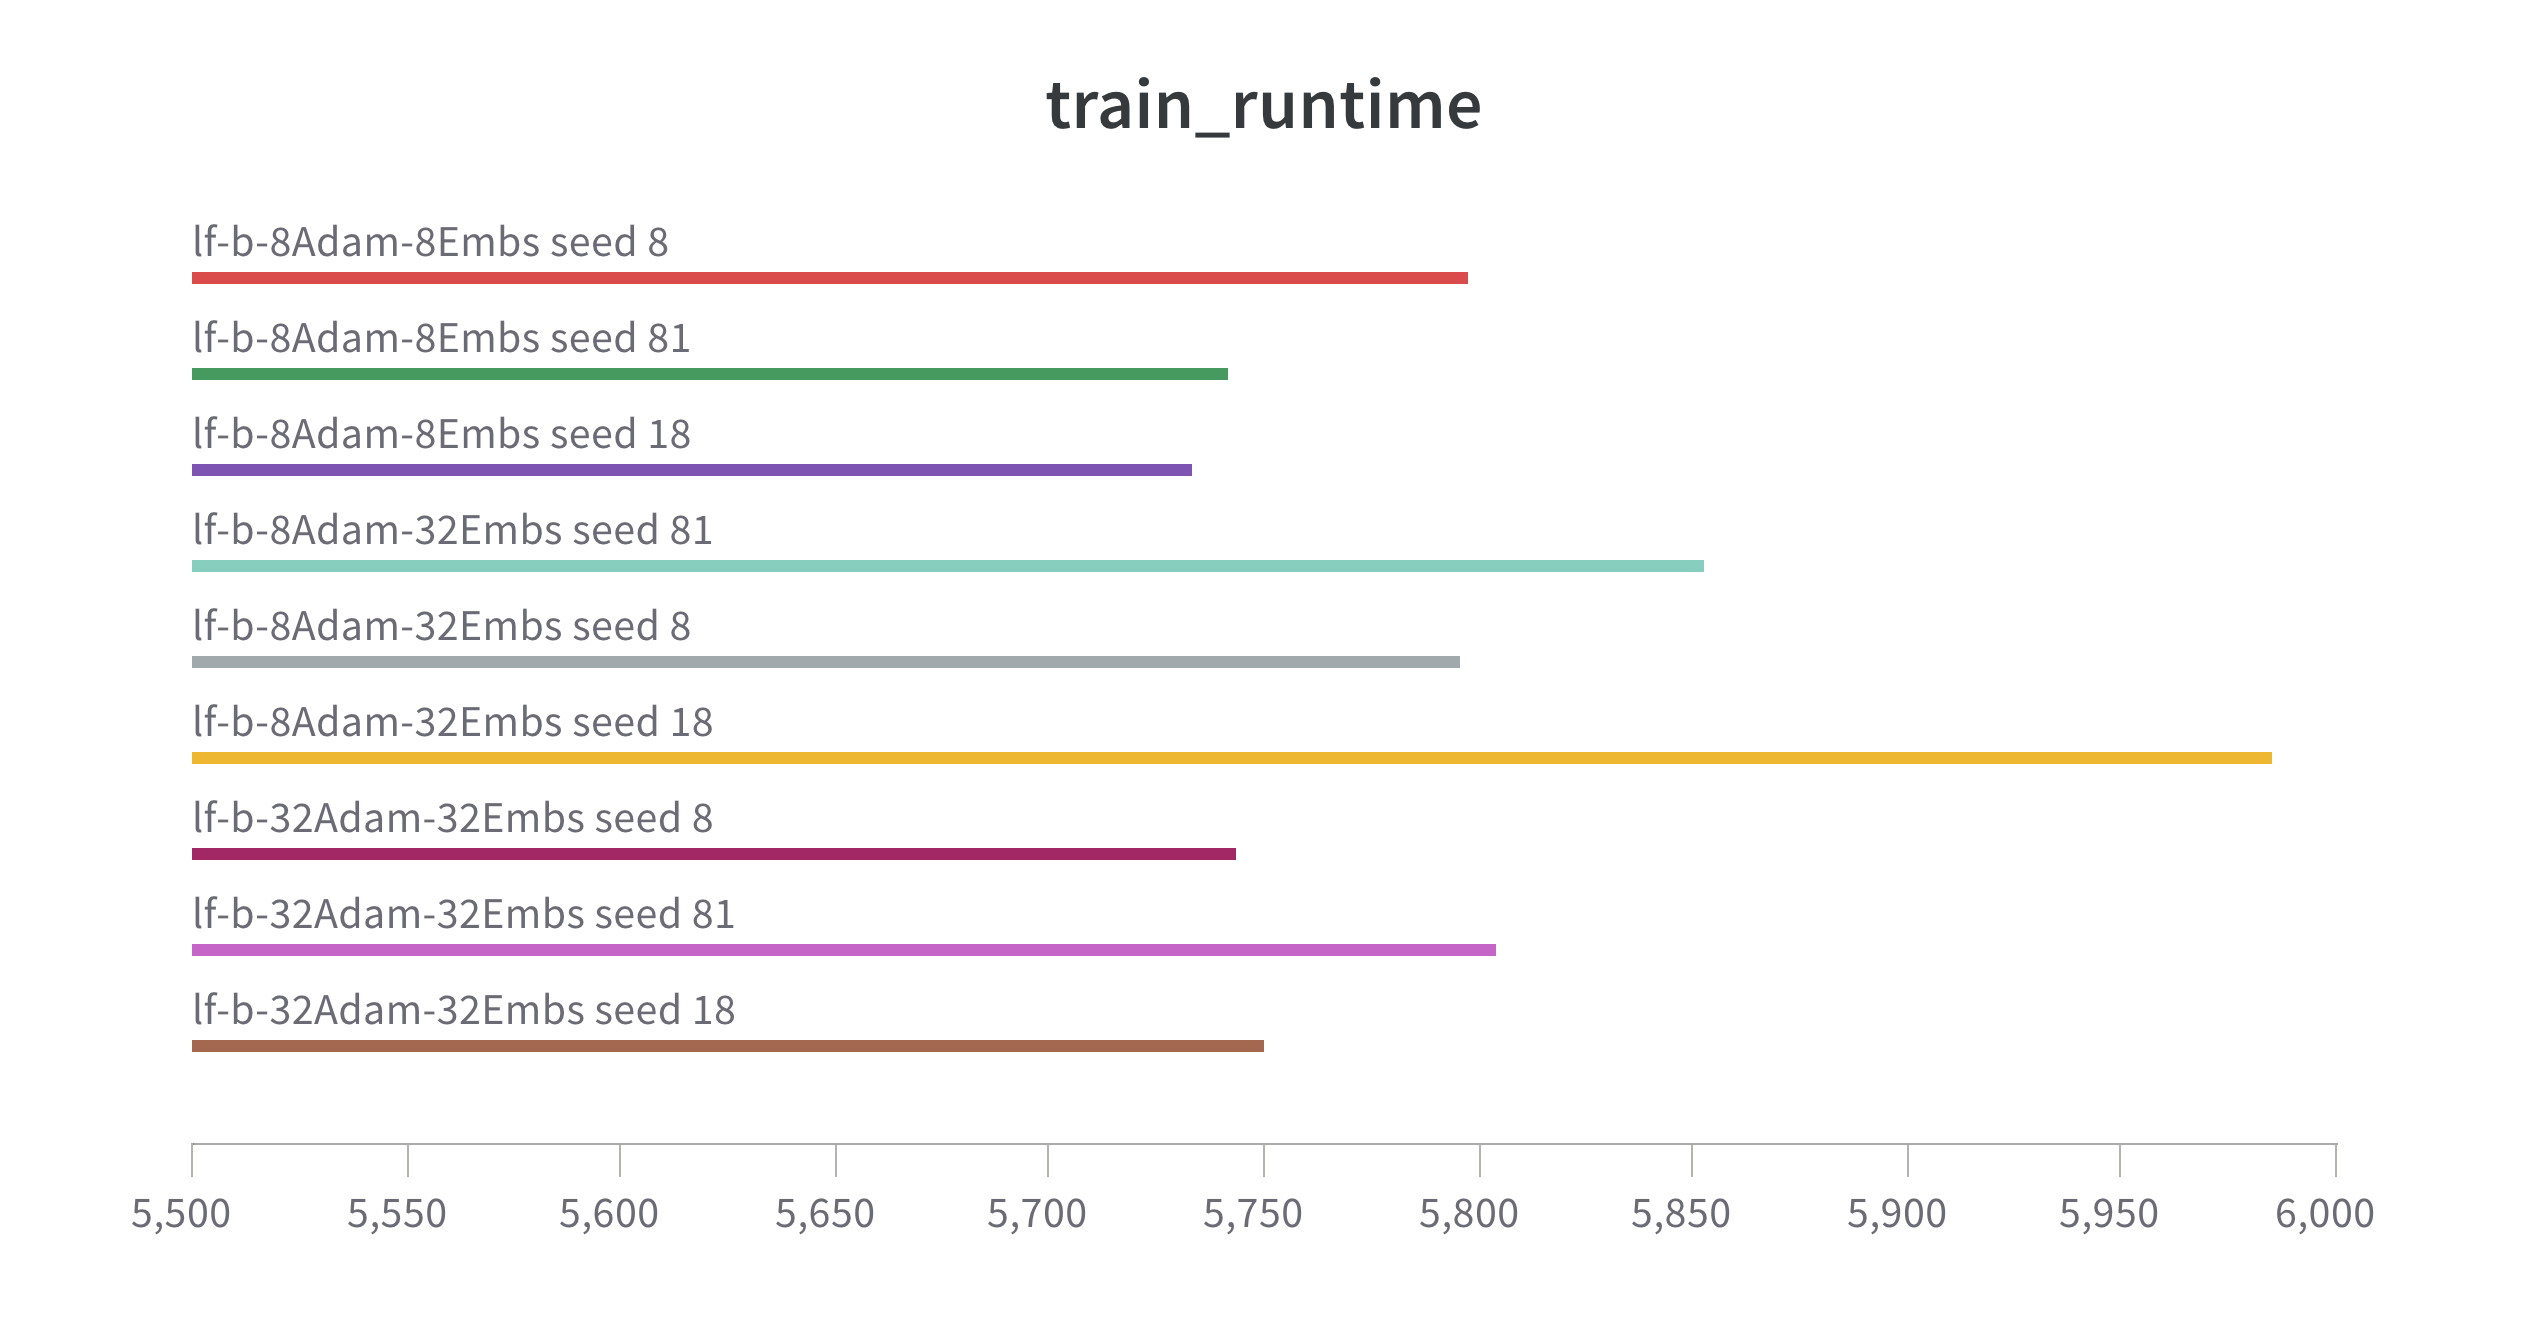 train_runtime
lf-b-8Adam-8Embs seed 8
lf-b-8Adam-8Embs seed 81
lf-b-8Adam-8Embs seed 18
lf-b-8Adam-32Embs seed 81
lf-b-8Adam-32Embs seed 8
lf-b-8Adam-32Embs seed 18
lf-b-32Adam-32Embs seed 8
lf-b-32Adam-32Embs seed 81
lf-b-32Adam-32Embs seed 18
5,500 5,550 5,600 5,650 5,700 5,750 5,800 5,850 5,900 5,950 6,000